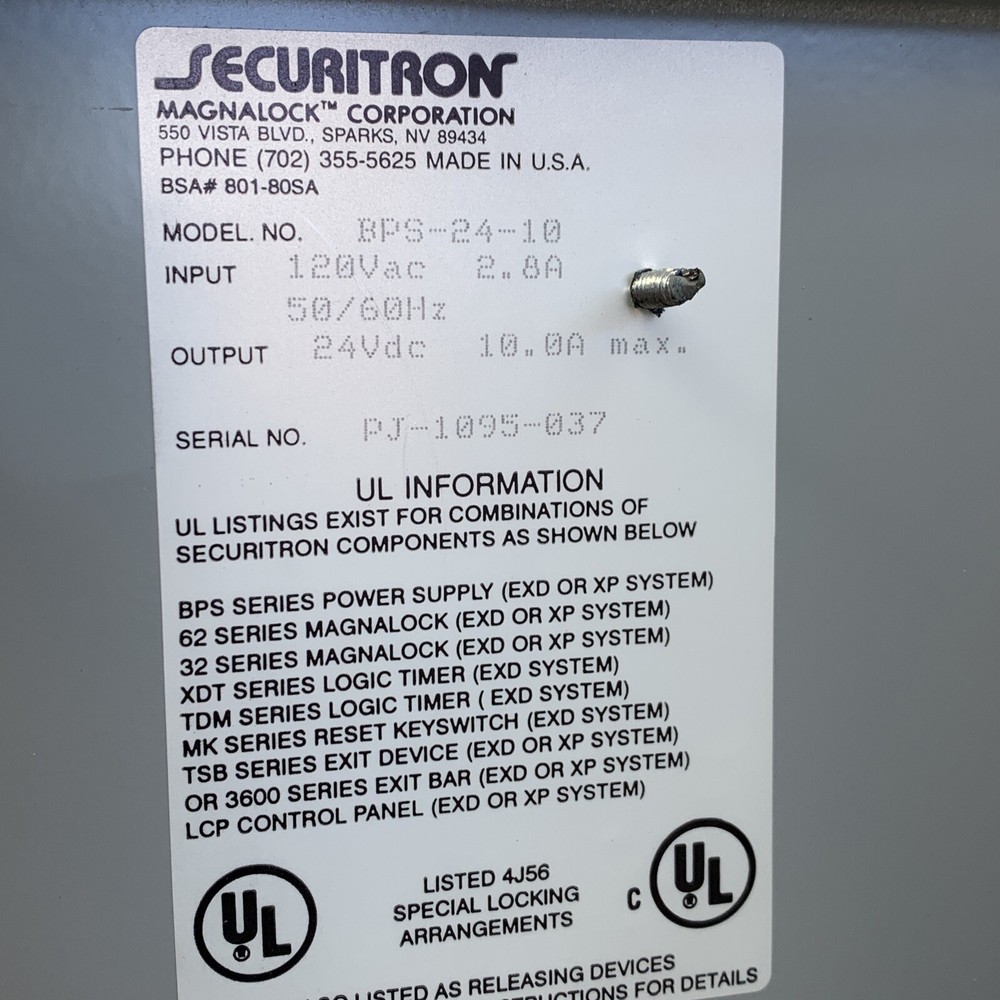 SECURITRON
MAGNALOCK™ CORPORATION
550 VISTA BLVD., SPARKS, NV 89434
PHONE (702) 355-5625 MADE IN U.S.A.
BSA# 801-80SA
MODEL. NO. BPS-24-10
INPUT 120Vac 2.8A
50/60Hz
OUTPUT 24Vdc 10.0A max.
SERIAL NO. PJ-1095-037
UL INFORMATION
UL LISTINGS EXIST FOR COMBINATIONS OF
SECURITRON COMPONENTS AS SHOWN BELOW
BPS SERIES POWER SUPPLY (EXD OR XP SYSTEM)
62 SERIES MAGNALOCK (EXD OR XP SYSTEM)
32 SERIES MAGNALOCK (EXD OR XP SYSTEM)
XDT SERIES LOGIC TIMER (EXD SYSTEM)
TDM SERIES LOGIC TIMER ( EXD SYSTEM)
MK SERIES RESET KEYSWITCH (EXD SYSTEM)
TSB SERIES EXIT DEVICE (EXD OR XP SYSTEM)
OR 3600 SERIES EXIT BAR (EXD OR XP SYSTEM)
LCP CONTROL PANEL (EXD OR XP SYSTEM)
UL ® LISTED 4J56 C UL ®
SPECIAL LOCKING
ARRANGEMENTS
LISTED AS RELEASING DEVICES
FOR DETAILS